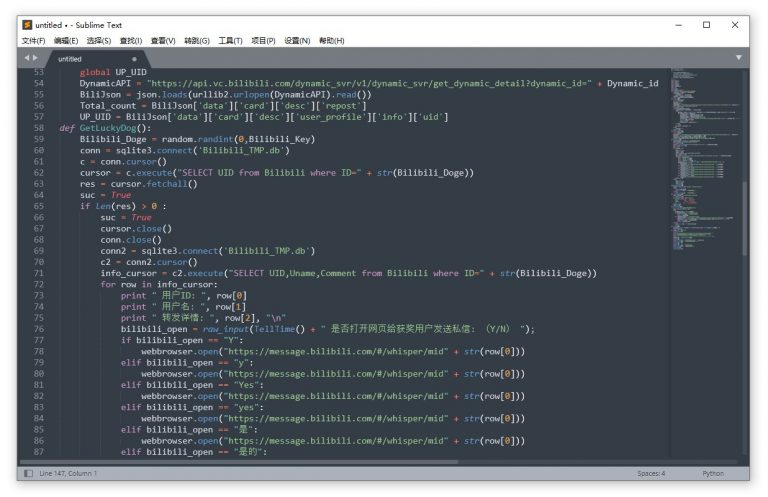 untitled • - Sublime Text
文件(F) 编辑(E) 选择(S) 查找(I) 查看(V) 转跳(G) 工具(T) 项目(P) 设置(N) 帮助(H)
untitled
53 global UP_UID
54 DynamicAPI = "https://api.vc.bilibili.com/dynamic_svr/v1/dynamic_svr/get_dynamic_detail?dynamic_id=" + Dynamic_id
55 BiliJson = json.loads(urllib2.urlopen(DynamicAPI).read())
56 Total_count = BiliJson['data']['card']['desc']['repost']
57 UP_UID = BiliJson['data']['card']['desc']['user_profile']['info']['uid']
58 def GetLuckyDog():
59 Bilibili_Doge = random.randint(0,Bilibili_Key)
60 conn = sqlite3.connect('Bilibili_TMP.db')
61 c = conn.cursor()
62 cursor = c.execute("SELECT UID from Bilibili where ID=" + str(Bilibili_Doge))
63 res = cursor.fetchall()
64 suc = True
65 if len(res) > 0 :
66 suc = True
67 cursor.close()
68 conn.close()
69 conn2 = sqlite3.connect('Bilibili_TMP.db')
70 c2 = conn2.cursor()
71 info_cursor = c2.execute("SELECT UID,Uname,Comment from Bilibili where ID=" + str(Bilibili_Doge))
72 for row in info_cursor:
73 print " 用户ID: ", row[0]
74 print " 用户名: ", row[1]
75 print " 转发详情: ", row[2], "\n"
76 bilibili_open = raw_input(TellTime() + " 是否打开网页给获奖用户发送私信: （Y/N） ");
77 if bilibili_open == "Y":
78 webbrowser.open("https://message.bilibili.com/#/whisper/mid" + str(row[0]))
79 elif bilibili_open == "y":
80 webbrowser.open("https://message.bilibili.com/#/whisper/mid" + str(row[0]))
81 elif bilibili_open == "Yes":
82 webbrowser.open("https://message.bilibili.com/#/whisper/mid" + str(row[0]))
83 elif bilibili_open == "yes":
84 webbrowser.open("https://message.bilibili.com/#/whisper/mid" + str(row[0]))
85 elif bilibili_open == "是":
86 webbrowser.open("https://message.bilibili.com/#/whisper/mid" + str(row[0]))
87 elif bilibili_open == "是的":
Line 147, Column 1 Spaces: 4 Python